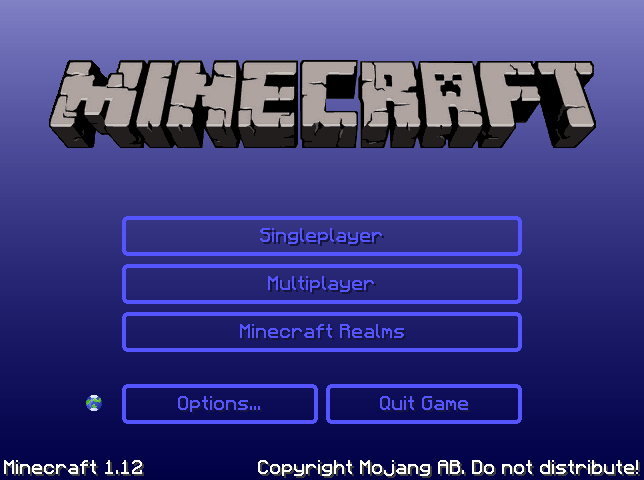 MINECRAFT
Singleplayer
Multiplayer
Minecraft Realms
Options...
Quit Game
Minecraft 1.12
Copyright Mojang AB. Do not distribute!